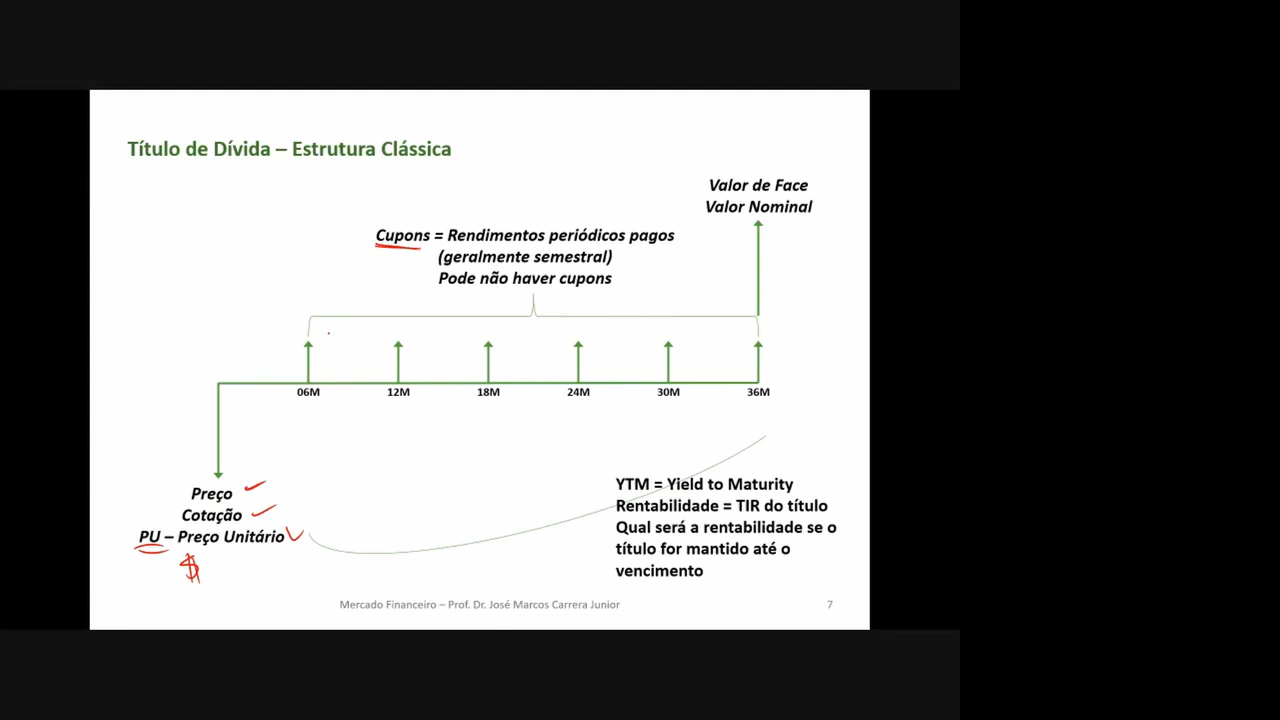 Título de Dívida – Estrutura Clássica
Valor de Face
Valor Nominal
Cupons = Rendimentos periódicos pagos
(geralmente semestral)
Pode não haver cupons
06M 12M 18M 24M 30M 36M
Preço
Cotação
PU – Preço Unitário
$
YTM = Yield to Maturity
Rentabilidade = TIR do título
Qual será a rentabilidade se o
título for mantido até o
vencimento
Mercado Financeiro – Prof. Dr. José Marcos Carrera Junior 7